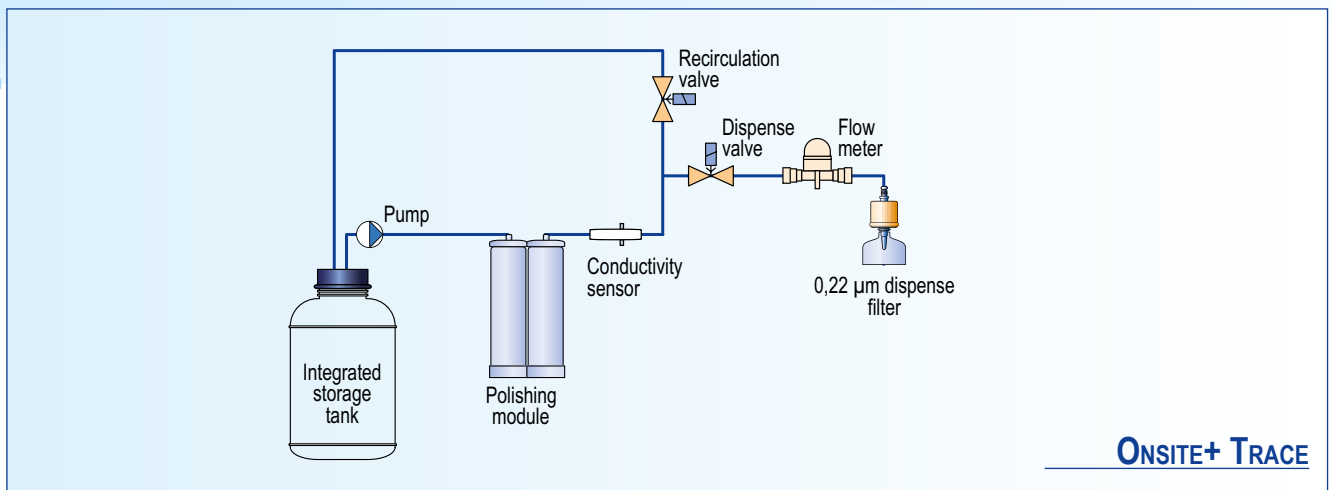 Recirculation
valve
Dispense
valve
Flow
meter
Pump
Conductivity
sensor
0,22 µm dispense
filter
Integrated
storage
tank
Polishing
module
ONSITE+ TRACE